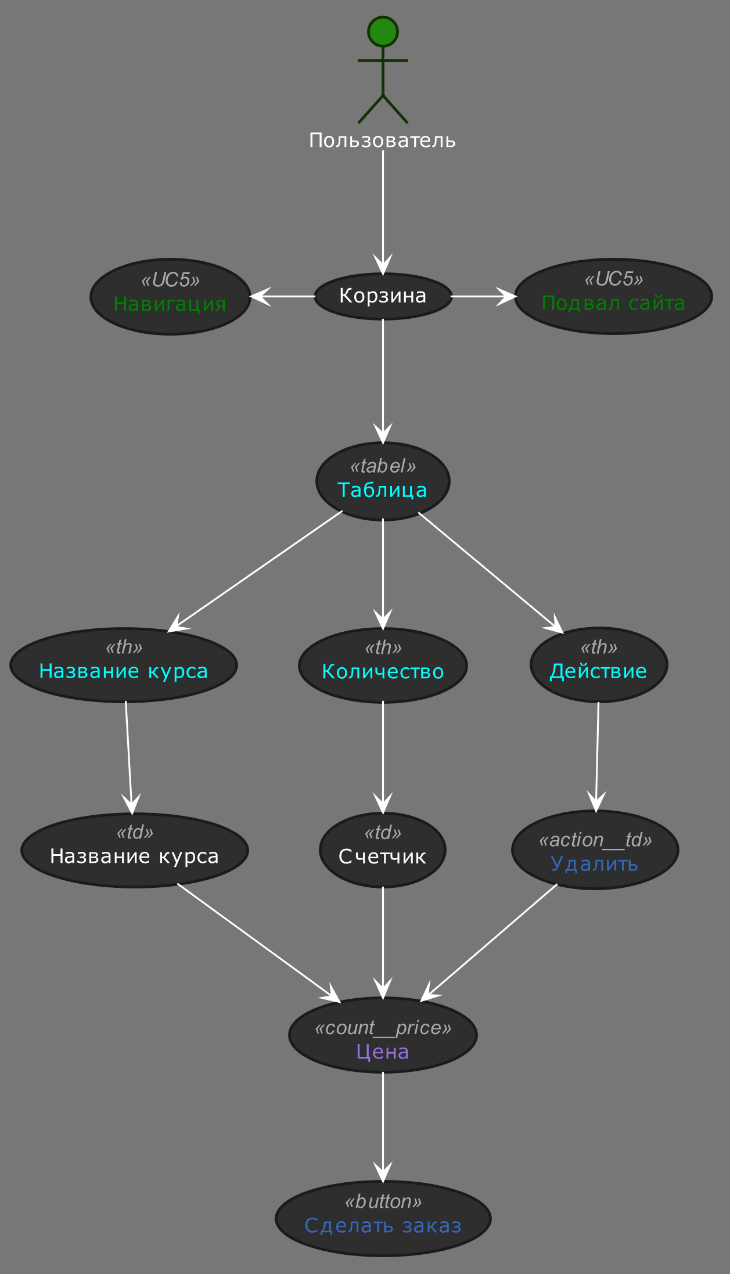 Пользователь
«UC5»
Навигация
Корзина
«UC5»
Подвал сайта
«tabel»
Таблица
«th»
Название курса
«th»
Количество
«th»
Действие
«td»
Название курса
«td»
Счетчик
«action__td»
Удалить
«count__price»
Цена
«button»
Сделать заказ